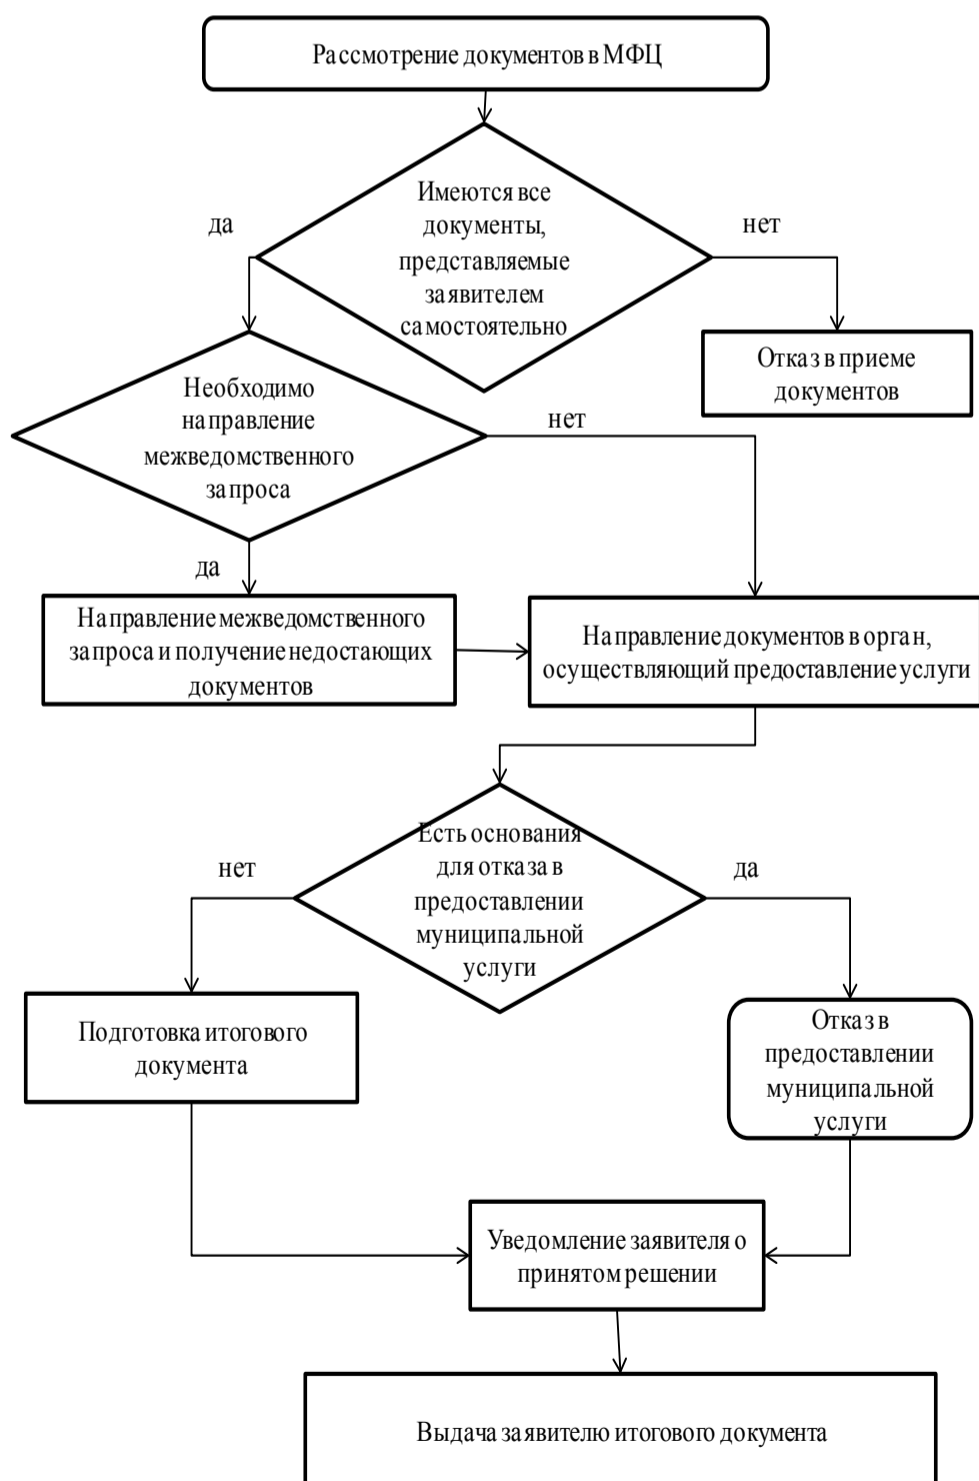 Рассмотрение документов в МФЦ
Имеются все
документы,
представляемые
заявителем
самостоятельно
да
нет
Отказ в приеме
документов
Необходимо
направление
межведомственного
запроса
нет
да
Направление межведомственного
запроса и получение недостающих
документов
Направление документов в орган,
осуществляющий предоставление услуги
Есть основания
для отказа в
предоставлении
муниципальной
услуги
нет
да
Подготовка итогового
документа
Отказ в
предоставлении
муниципальной
услуги
Уведомление заявителя о
принятом решении
Выдача заявителю итогового документа